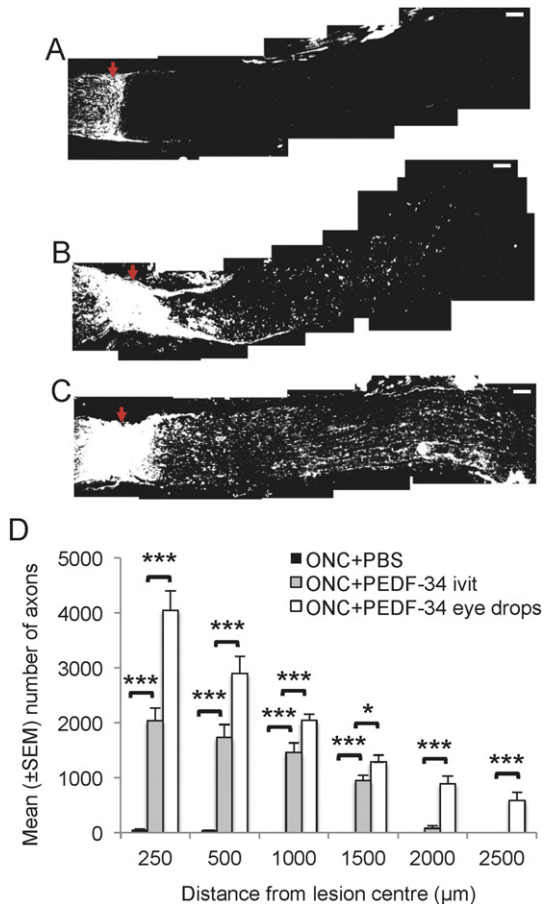 A
B
C
D
Mean (±SEM) number of axons
5000
4000
3000
2000
1000
0
ONC+PBS
ONC+PEDF-34 ivit
ONC+PEDF-34 eye drops
*** ***
*** ***
*** ***
*** *
***
***
250 500 1000 1500 2000 2500
Distance from lesion centre (µm)